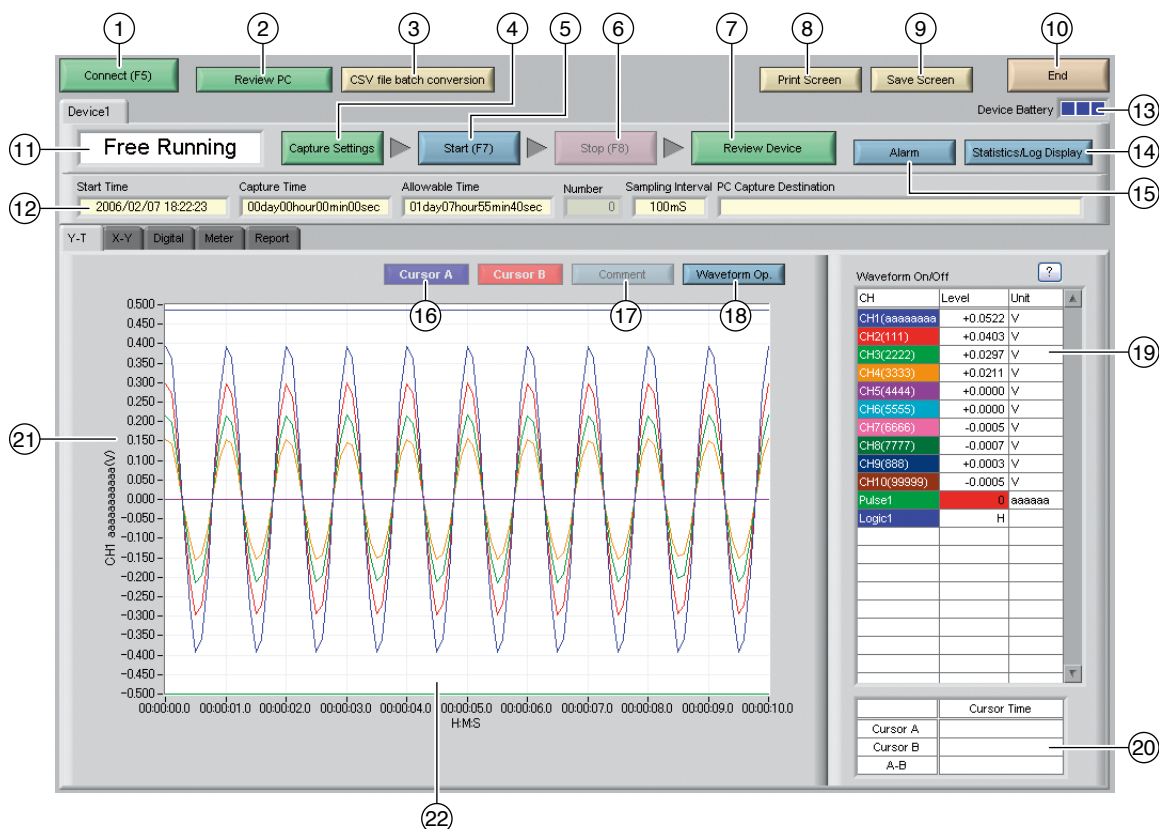 1 2 3 4 5 6 7 8 9 10
Connect (F5) Review PC CSV file batch conversion Print Screen Save Screen End
Device1 Device Battery 13
11 Free Running Capture Settings Start (F7) Stop (F8) Review Device Alarm Statistics/Log Display 14
15
Start Time Capture Time Allowable Time Number Sampling Interval PC Capture Destination
12 2006/02/07 18:22:23 00day00hour00min00sec 01day07hour55min40sec 0 100mS
Y-T X-Y Digital Meter Report
Cursor A Cursor B Comment Waveform Op.
16 17 18
Waveform On/Off ?
CH Level Unit
CH1(aaaaaaaa +0.0522 V
CH2(111) +0.0403 V
CH3(2222) +0.0297 V
19
CH4(3333) +0.0211 V
CH5(4444) +0.0000 V
CH6(5555) +0.0000 V
CH7(6666) -0.0005 V
CH8(7777) -0.0007 V
CH9(888) +0.0003 V
CH10(99999) -0.0005 V
Pulse1 0 aaaaaa
Logic1 H
Cursor Time
Cursor A
Cursor B
20
A-B
21
CH1 aaaaaaaaaaa(V)
0.500
0.450
0.400
0.350
0.300
0.250
0.200
0.150
0.100
0.050
0.000
-0.050
-0.100
-0.150
-0.200
-0.250
-0.300
-0.350
-0.400
-0.450
-0.500
00:00:00.0 00:00:01.0 00:00:02.0 00:00:03.0 00:00:04.0 00:00:05.0 00:00:06.0 00:00:07.0 00:00:08.0 00:00:09.0 00:00:10.0
H:M:S
22